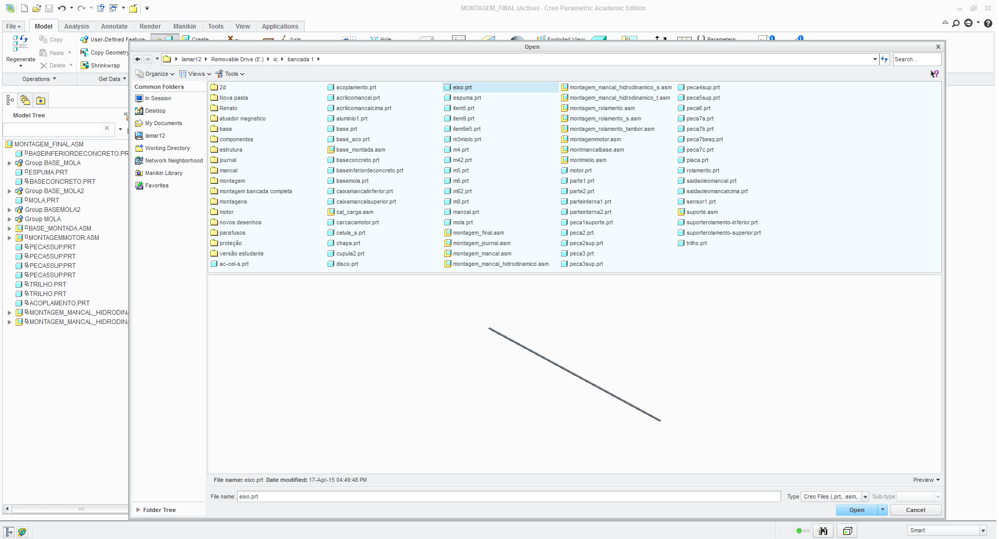 MONTAGEM_FINAL (Active) - Creo Parametric Academic Edition
File Model Analysis Annotate Render Manikin Tools View Applications
Regenerate
Copy
Paste
Delete
Operations
User-Defined Feature
Copy Geometry
Shrinkwrap
Get Data
Create
Axis
Hole
Exploded View
Parameters
Open
lamar12 Removable Drive (E:) ic bancada 1
Search...
Organize Views Tools
Model Tree
MONTAGEM_FINAL.ASM
BASEINFERIORDECONCRETO.PR
Group BASE_MOLA
ESPUMA.PRT
BASECONCRETO.PRT
Group BASE_MOLA2
MOLA.PRT
Group BASEMOLA2
Group MOLA
BASE_MONTADA.ASM
MONTAGEMMOTOR.ASM
PECA5SUP.PRT
PECA5SUP.PRT
PECA5SUP.PRT
PECA5SUP.PRT
TRILHO.PRT
TRILHO.PRT
ACOPLAMENTO.PRT
MONTAGEM_MANCAL_HIDRODINA
MONTAGEM_MANCAL_HIDRODINA
Common Folders
In Session
Desktop
My Documents
lamar12
Working Directory
Network Neighborhood
Manikin Library
Favorites
Folder Tree
2d
Nova pasta
Renato
atuador magnetico
base
componentes
estrutura
journal
mancal
montagem
montagem bancada completa
montagens
motor
novos desenhos
parafusos
proteção
versão estudante
ac-cel-s.prt
acoplamento.prt
acrilicomancal.prt
acrilicomancalcima.prt
aluminio1.prt
base.prt
base_aco.prt
base_montada.asm
baseconcreto.prt
baseinferiordeconcreto.prt
basemola.prt
caixamancalinferior.prt
caixamancalsuperior.prt
cal_carga.asm
carcacamotor.prt
celula_s.prt
chapa.prt
cupula2.prt
disco.prt
eixo.prt
espuma.prt
item5.prt
item9.prt
item9e5.prt
m3miolo.prt
m4.prt
m42.prt
m5.prt
m6.prt
m62.prt
m8.prt
mancal.prt
mola.prt
montagem_final.asm
montagem_journal.asm
montagem_mancal.asm
montagem_mancal_hidrodinamico.asm
montagem_mancal_hidrodinamico_s.asm
montagem_mancal_hidrodinamico_t.asm
montagem_rolamento.asm
montagem_rolamento_s.asm
montagem_rolamento_tambor.asm
montagemmotor.asm
montmancalbase.asm
montmiolo.asm
motor.prt
parte1.prt
parte2.prt
parteinterna1.prt
parteinterna2.prt
peca1suporte.prt
peca2.prt
peca2sup.prt
peca3.prt
peca3sup.prt
peca4sup.prt
peca5sup.prt
peca6.prt
peca7a.prt
peca7b.prt
peca7besq.prt
peca7c.prt
placa.prt
rolamento.prt
saidaoleomancal.prt
saidaoleomancalcima.prt
sensor1.prt
suporte.asm
suporterolamento-inferior.prt
suporterolamento-superior.prt
trilho.prt
File name: eixo.prt Date modified: 17-Apr-15 04:49:48 PM
Preview
File name: eixo.prt
Type Creo Files (.prt, .asm, . Sub-type
Open Cancel
Smart